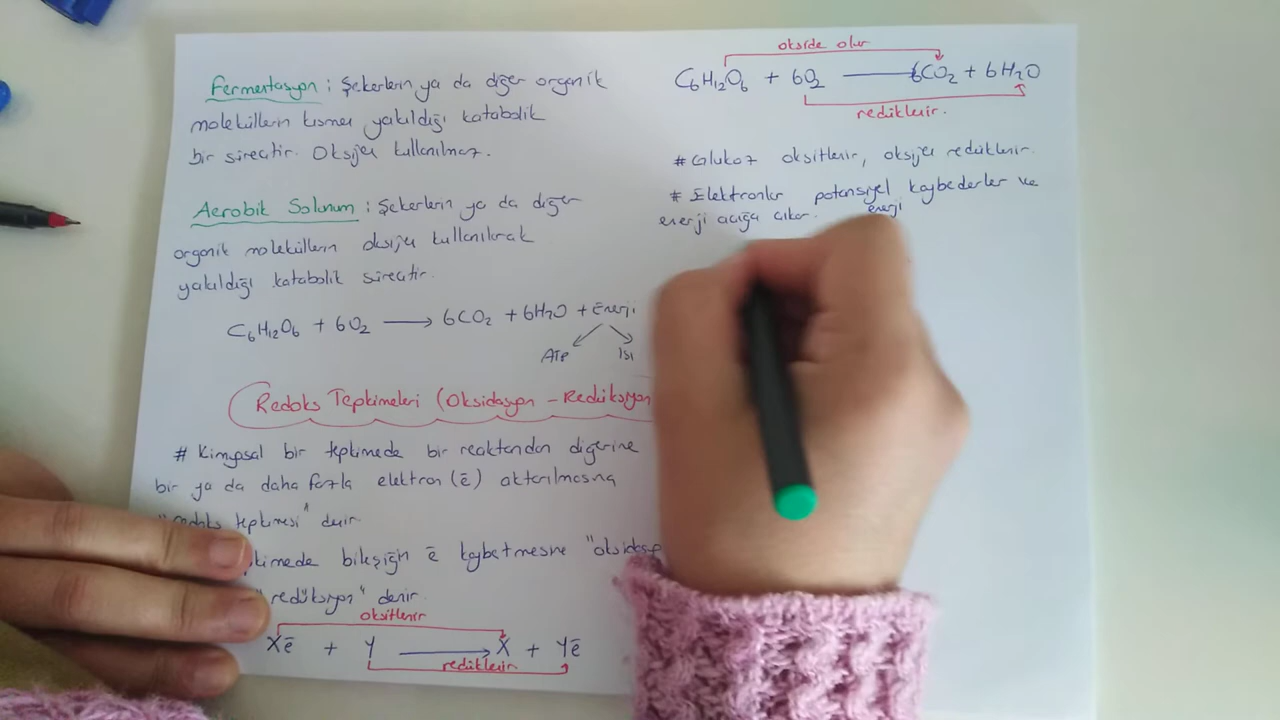 Fermentasyon : Şekerlerin ya da diğer organik
moleküllerin kısmen yakıldığı katabolik
bir süreçtir. Oksijen kullanılmaz.
Aerobik Solunum : Şekerlerin ya da diğer
organik moleküllerin oksijen kullanılarak
yakıldığı katabolik süreçtir.
C6H12O6 + 6O2 → 6CO2 + 6H2O + Enerji
ATP Isı
Redoks Tepkimeleri (Oksidasyon - Redüksiyon
# Kimyasal bir tepkimede bir reaktandan diğerine
bir ya da daha fazla elektron (ē) aktarılmasına
"redoks tepkimesi" denir
bileşiğin ē kaybetmesine
"redüksiyon" denir
oksitlenir
Xē + Y → X + Yē
redüklenir
okside olur
C6H12O6 + 6O2 → 6CO2 + 6H2O
redüklenir.
# Glukoz oksitlenir, oksijen redüklenir.
# Elektronlar potansiyel kaybederler ve
enerji
enerji açığa çıkar.